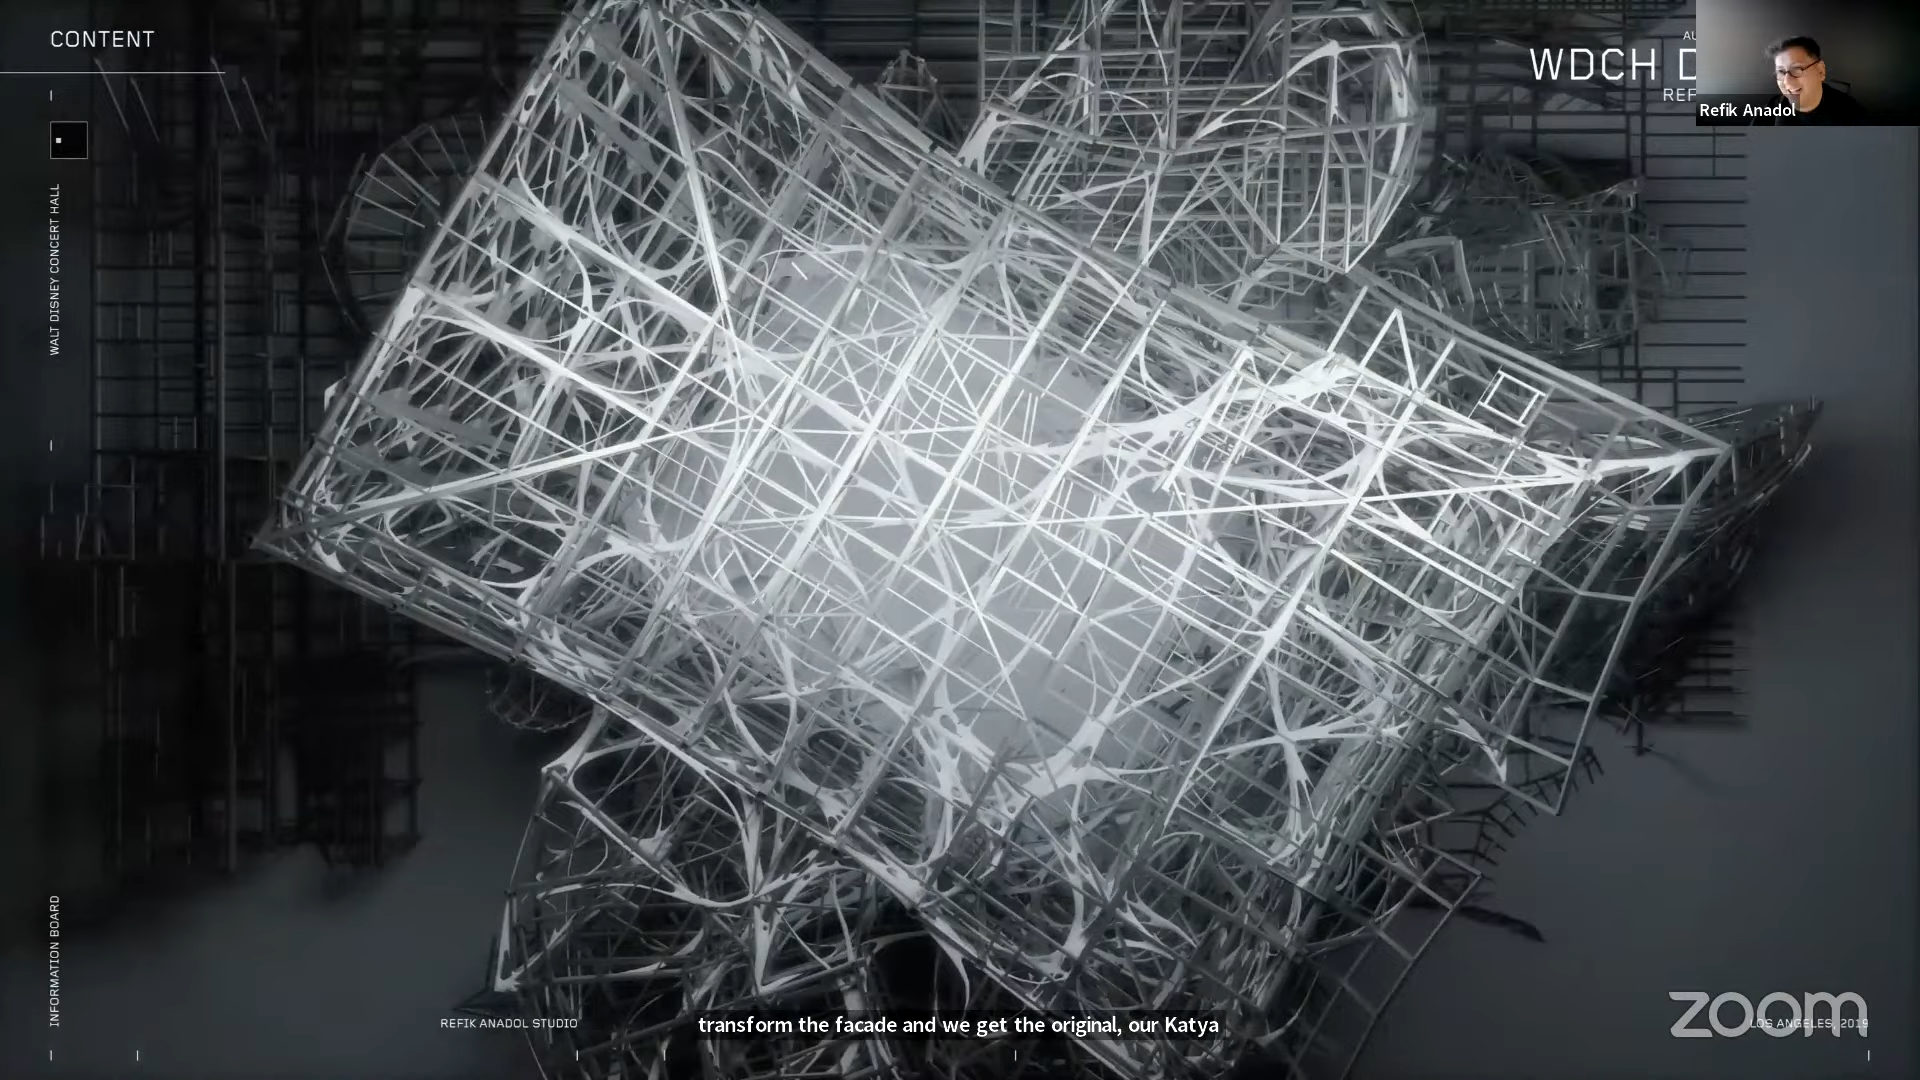 CONTENT
WDCH
Refik Anadol
WALT DISNEY CONCERT HALL
INFORMATION BOARD
REFIK ANADOL STUDIO
transform the facade and we get the original, our Katya
zoom
LOS ANGELES, 2019